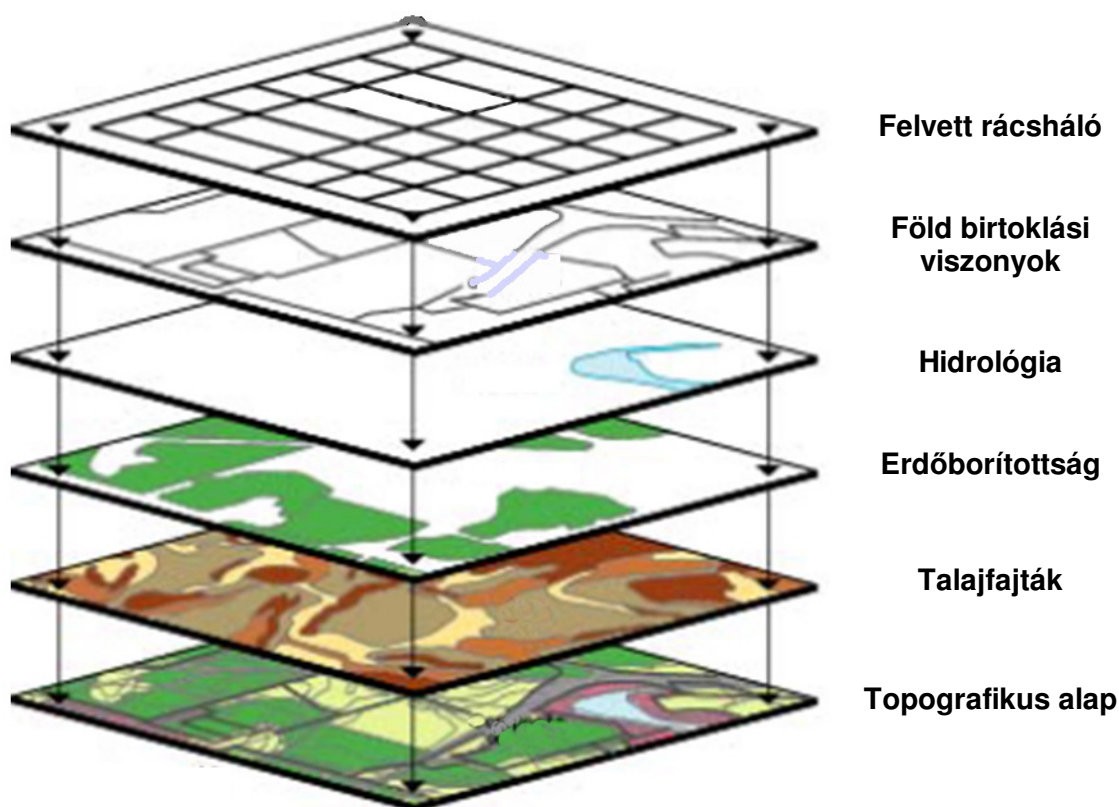 Felvett rácsháló
Föld birtoklási
viszonyok
Hidrológia
Erdőborítottság
Talajfajták
Topografikus alap